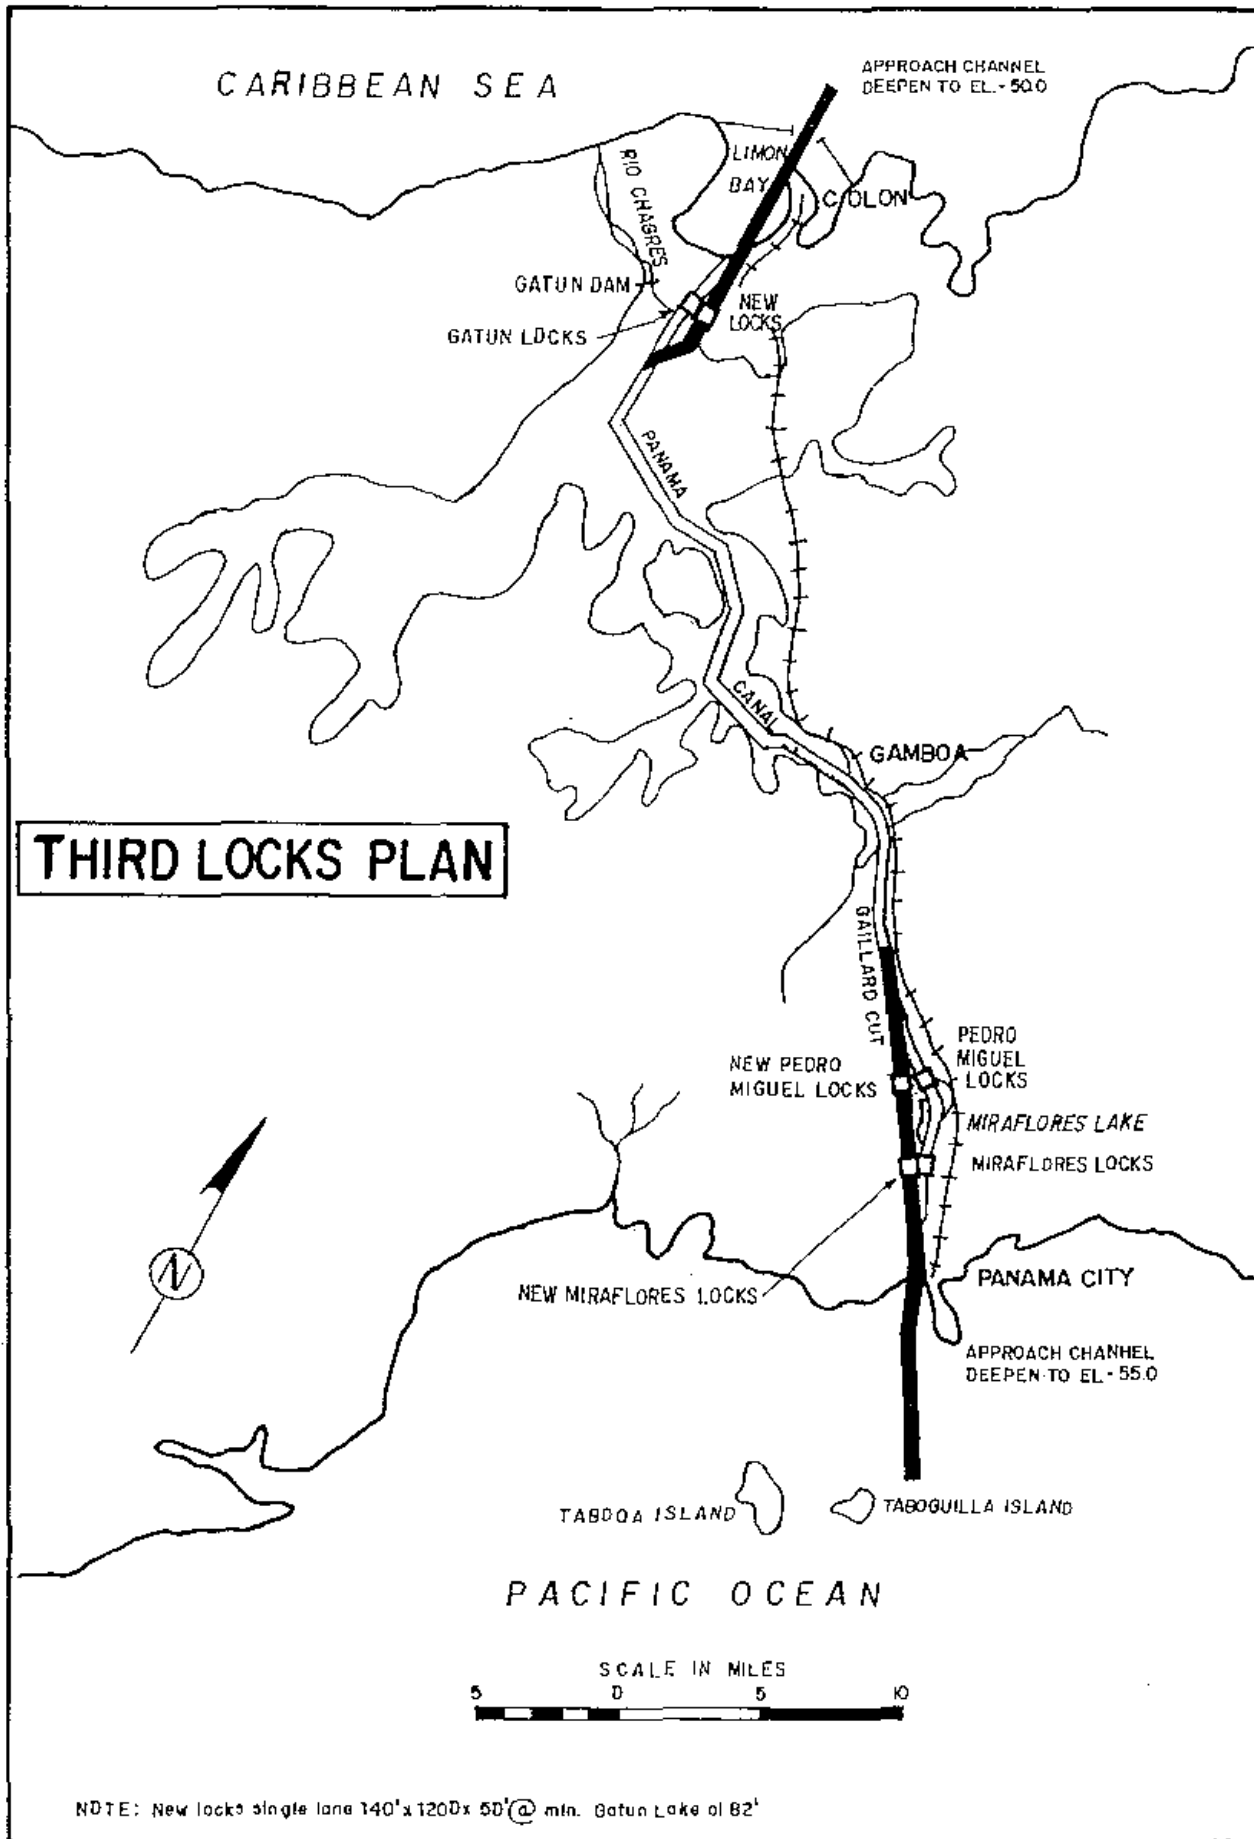 CARIBBEAN SEA
APPROACH CHANNEL
DEEPEN TO EL.-50.0
LIMON
BAY
RIO CHAGRES
COLON
GATUN DAM
NEW
LOCKS
GATUN LOCKS
PANAMA
CANAL
GAMBOA
THIRD LOCKS PLAN
GAILLARD CUT
PEDRO
MIGUEL
LOCKS
NEW PEDRO
MIGUEL LOCKS
MIRAFLORES LAKE
MIRAFLORES LOCKS
N
NEW MIRAFLORES LOCKS
PANAMA CITY
APPROACH CHANNEL
DEEPEN TO EL-55.0
TABOGA ISLAND
TABOGUILLA ISLAND
PACIFIC OCEAN
SCALE IN MILES
5 0 5 10
NOTE: New locks single lane 140' x 1200 x 50' @ min. Gatun Lake of 82'